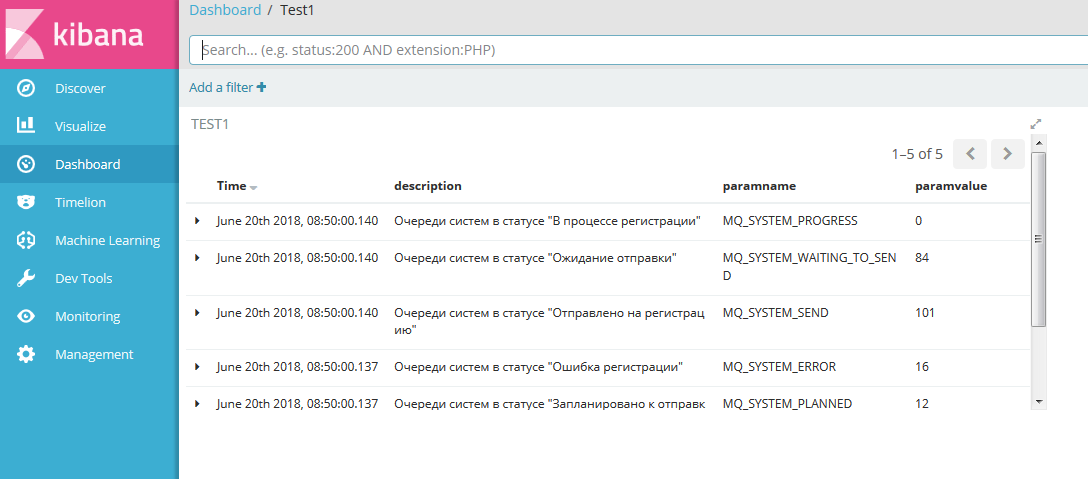 kibana
Discover
Visualize
Dashboard
Timelion
Machine Learning
Dev Tools
Monitoring
Management
Dashboard / Test1
Search... (e.g. status:200 AND extension:PHP)
Add a filter +
TEST1
1–5 of 5
Time description paramname paramvalue
June 20th 2018, 08:50:00.140 Очереди систем в статусе "В процессе регистрации" MQ_SYSTEM_PROGRESS 0
June 20th 2018, 08:50:00.140 Очереди систем в статусе "Ожидание отправки" MQ_SYSTEM_WAITING_TO_SEN 84
D
June 20th 2018, 08:50:00.140 Очереди систем в статусе "Отправлено на регистрац MQ_SYSTEM_SEND 101
ию"
June 20th 2018, 08:50:00.137 Очереди систем в статусе "Ошибка регистрации" MQ_SYSTEM_ERROR 16
June 20th 2018, 08:50:00.137 Очереди систем в статусе "Запланировано к отправк MQ_SYSTEM_PLANNED 12